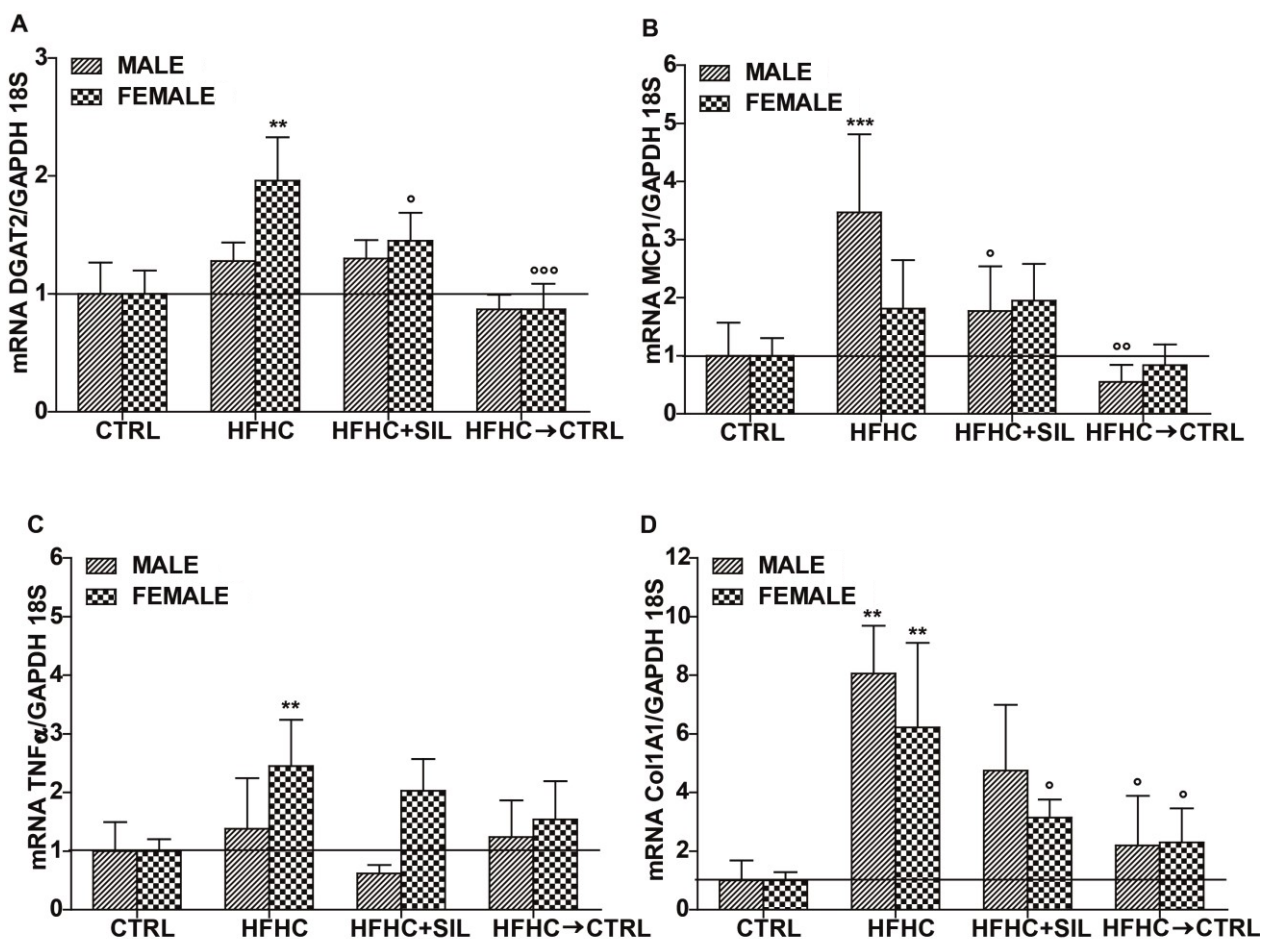 A
mRNA DGAT2/GAPDH 18S
3
2
1
0
MALE
FEMALE
**
°
°°°
CTRL
HFHC
HFHC+SIL
HFHC→CTRL
B
mRNA MCP1/GAPDH 18S
6
5
4
3
2
1
0
MALE
FEMALE
***
°
°°
CTRL
HFHC
HFHC+SIL
HFHC→CTRL
C
mRNA TNFα/GAPDH 18S
6
5
4
3
2
1
0
MALE
FEMALE
**
CTRL
HFHC
HFHC+SIL
HFHC→CTRL
D
mRNA Col1A1/GAPDH 18S
12
10
8
6
4
2
0
MALE
FEMALE
**
**
°
°
°
CTRL
HFHC
HFHC+SIL
HFHC→CTRL